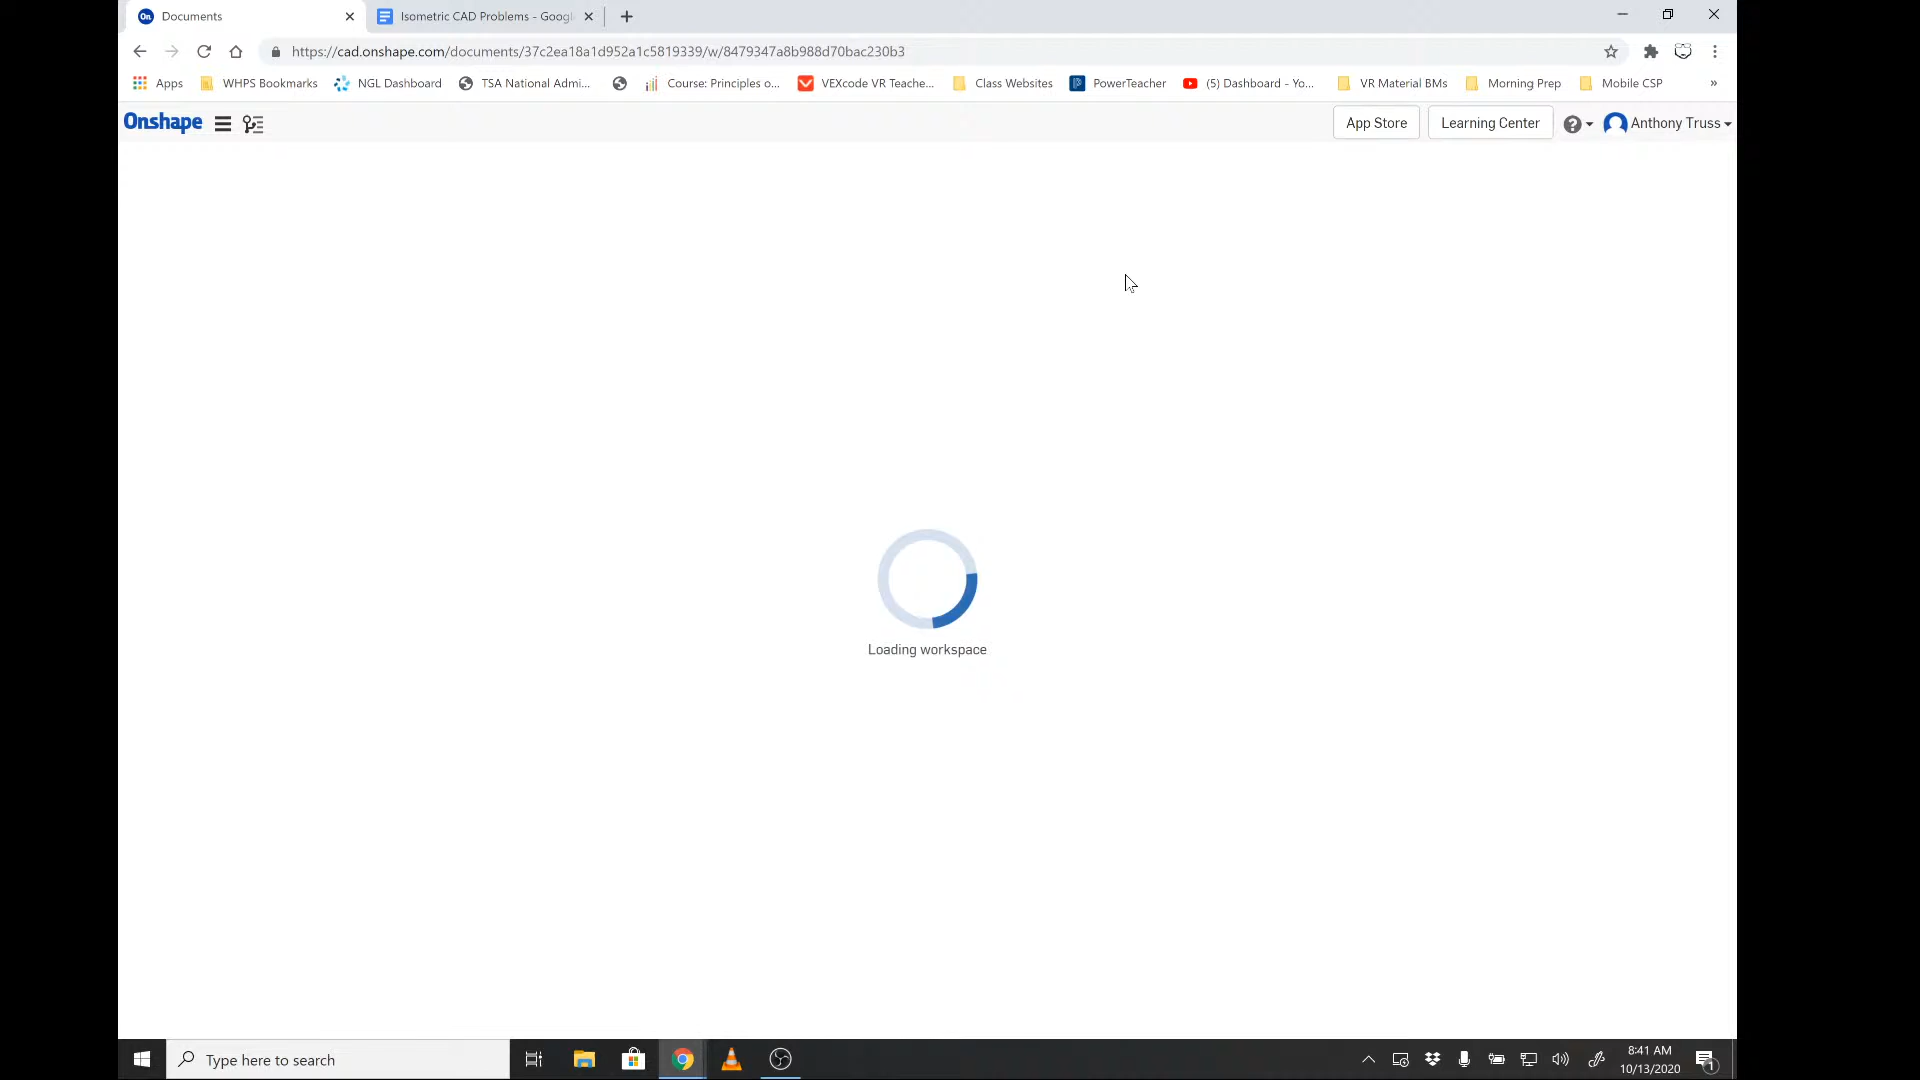 On Documents
Isometric CAD Problems - Googl
https://cad.onshape.com/documents/37c2ea18a1d952a1c5819339/w/8479347a8b988d70bac230b3
Apps WHPS Bookmarks NGL Dashboard TSA National Admi... Course: Principles o... VEXcode VR Teache... Class Websites PowerTeacher (5) Dashboard - Yo... VR Material BMs Morning Prep Mobile CSP »
Onshape App Store Learning Center Anthony Truss
Loading workspace
Type here to search
8:41 AM
10/13/2020
1